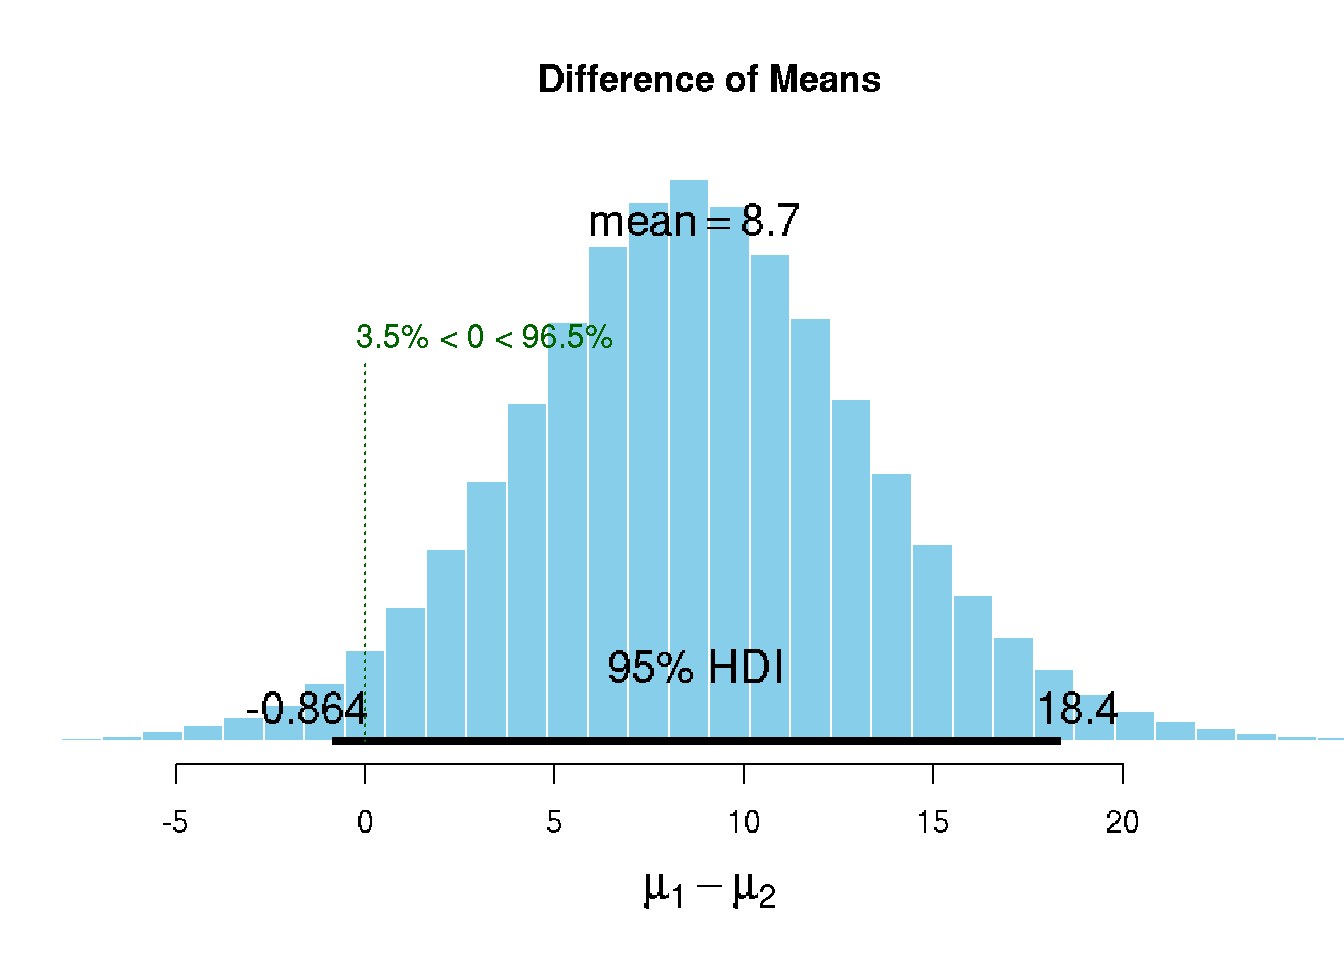 Difference of Means
mean = 8.7
3.5% < 0 < 96.5%
95% HDI
-0.864 18.4
-5 0 5 10 15 20
μ1 − μ2